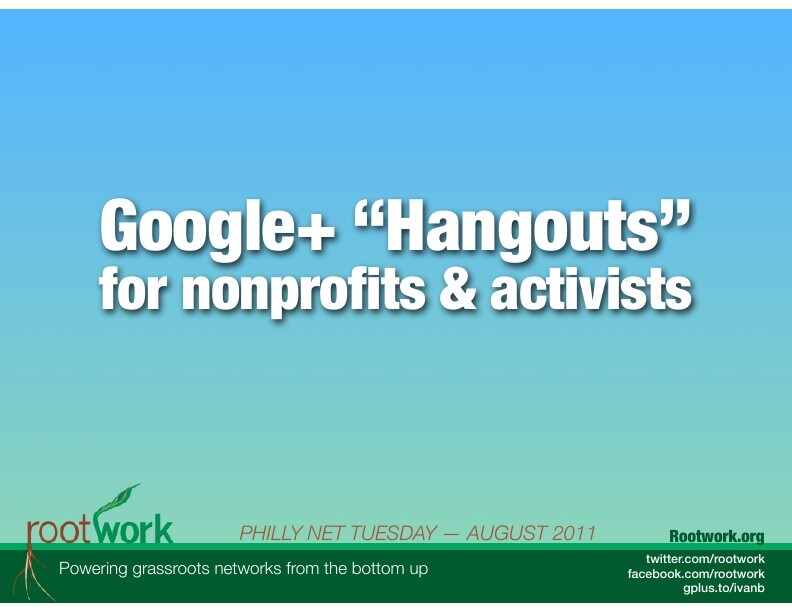 Google+ “Hangouts”
for nonprofits & activists
rootwork
PHILLY NET TUESDAY — AUGUST 2011
Rootwork.org
Powering grassroots networks from the bottom up
twitter.com/rootwork
facebook.com/rootwork
gplus.to/ivanb